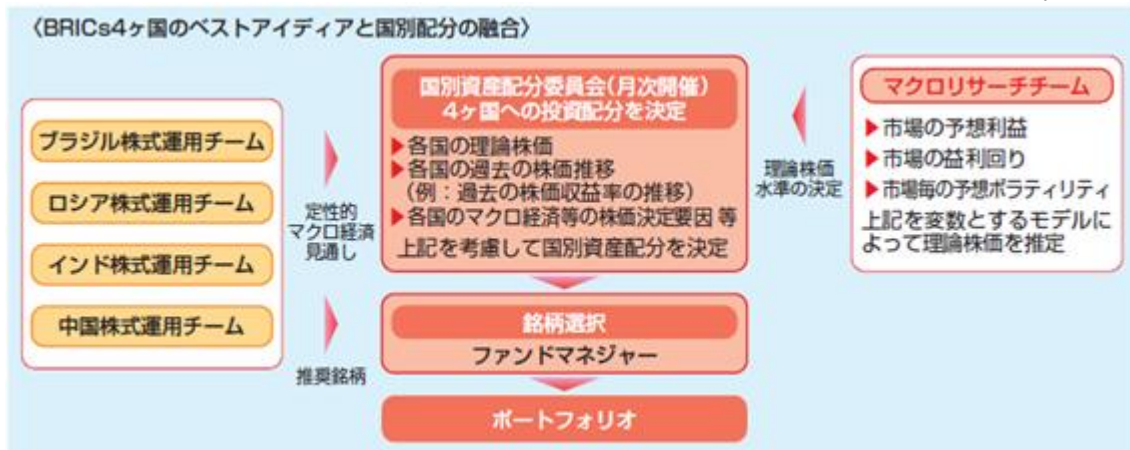 〈BRICs4ヶ国のベストアイディアと国別配分の融合〉
ブラジル株式運用チーム
ロシア株式運用チーム
インド株式運用チーム
中国株式運用チーム
定性的
マクロ経済
見通し
推奨銘柄
国別資産配分委員会(月次開催)
4ヶ国への投資配分を決定
▶各国の理論株価
▶各国の過去の株価推移
(例:過去の株価収益率の推移)
▶各国のマクロ経済等の株価決定要因 等
上記を考慮して国別資産配分を決定
銘柄選択
ファンドマネジャー
ポートフォリオ
理論株価
水準の決定
マクロリサーチチーム
▶市場の予想利益
▶市場の益利回り
▶市場毎の予想ボラティリティ
上記を変数とするモデルに
よって理論株価を推定